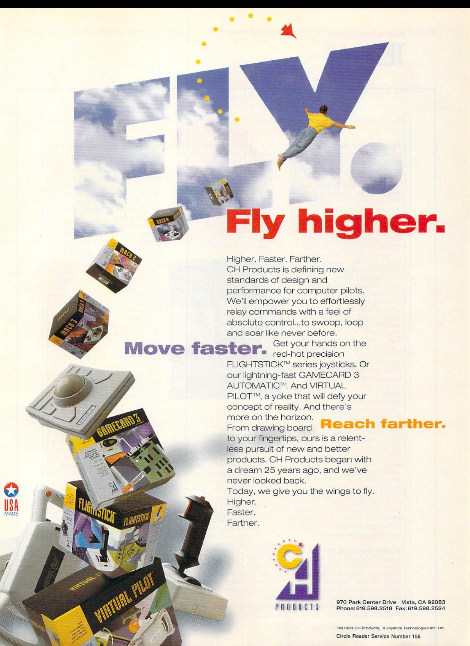 FLY.
Fly higher.
Higher. Faster. Farther.
CH Products is defining new
standards of design and
performance for computer pilots.
We'll empower you to effortlessly
relay commands with a feel of
absolute control...to swoop, loop
and soar like never before.
Move faster.
Get your hands on the
red-hot precision
FLIGHTSTICK™ series joysticks. Or
our lightning-fast GAMECARD 3
AUTOMATIC™. And VIRTUAL
PILOT™, a yoke that will defy your
concept of reality. And there's
more on the horizon.
Reach farther.
From drawing board
to your fingertips, ours is a relent-
less pursuit of new and better
products. CH Products began with
a dream 25 years ago, and we've
never looked back.
Today, we give you the wings to fly.
Higher.
Faster.
Farther.
GAMECARD 3
FLIGHTSTICK
FLIGHTSTICK
VIRTUAL PILOT
USA
MADE
CH
PRODUCTS
970 Park Center Drive Vista, CA 92083
Phone: 619.598.2518 Fax: 619.598.2524
Circle Reader Service Number 156